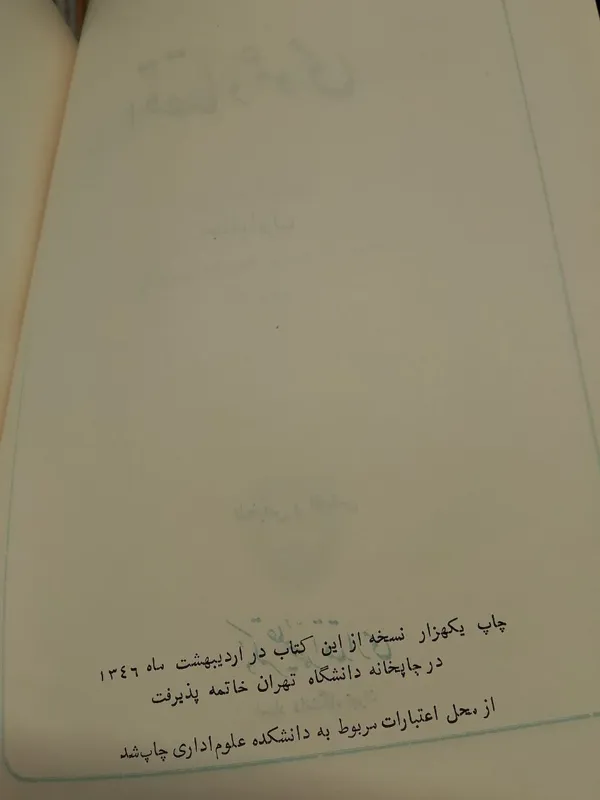 چاپ یکهزار نسخه از این کتاب در اردیبهشت ماه ۱۳٤٦
در چاپخانه دانشگاه تهران خاتمه پذیرفت
از محل اعتبارات مربوط به دانشکده علوم اداری چاپ شد